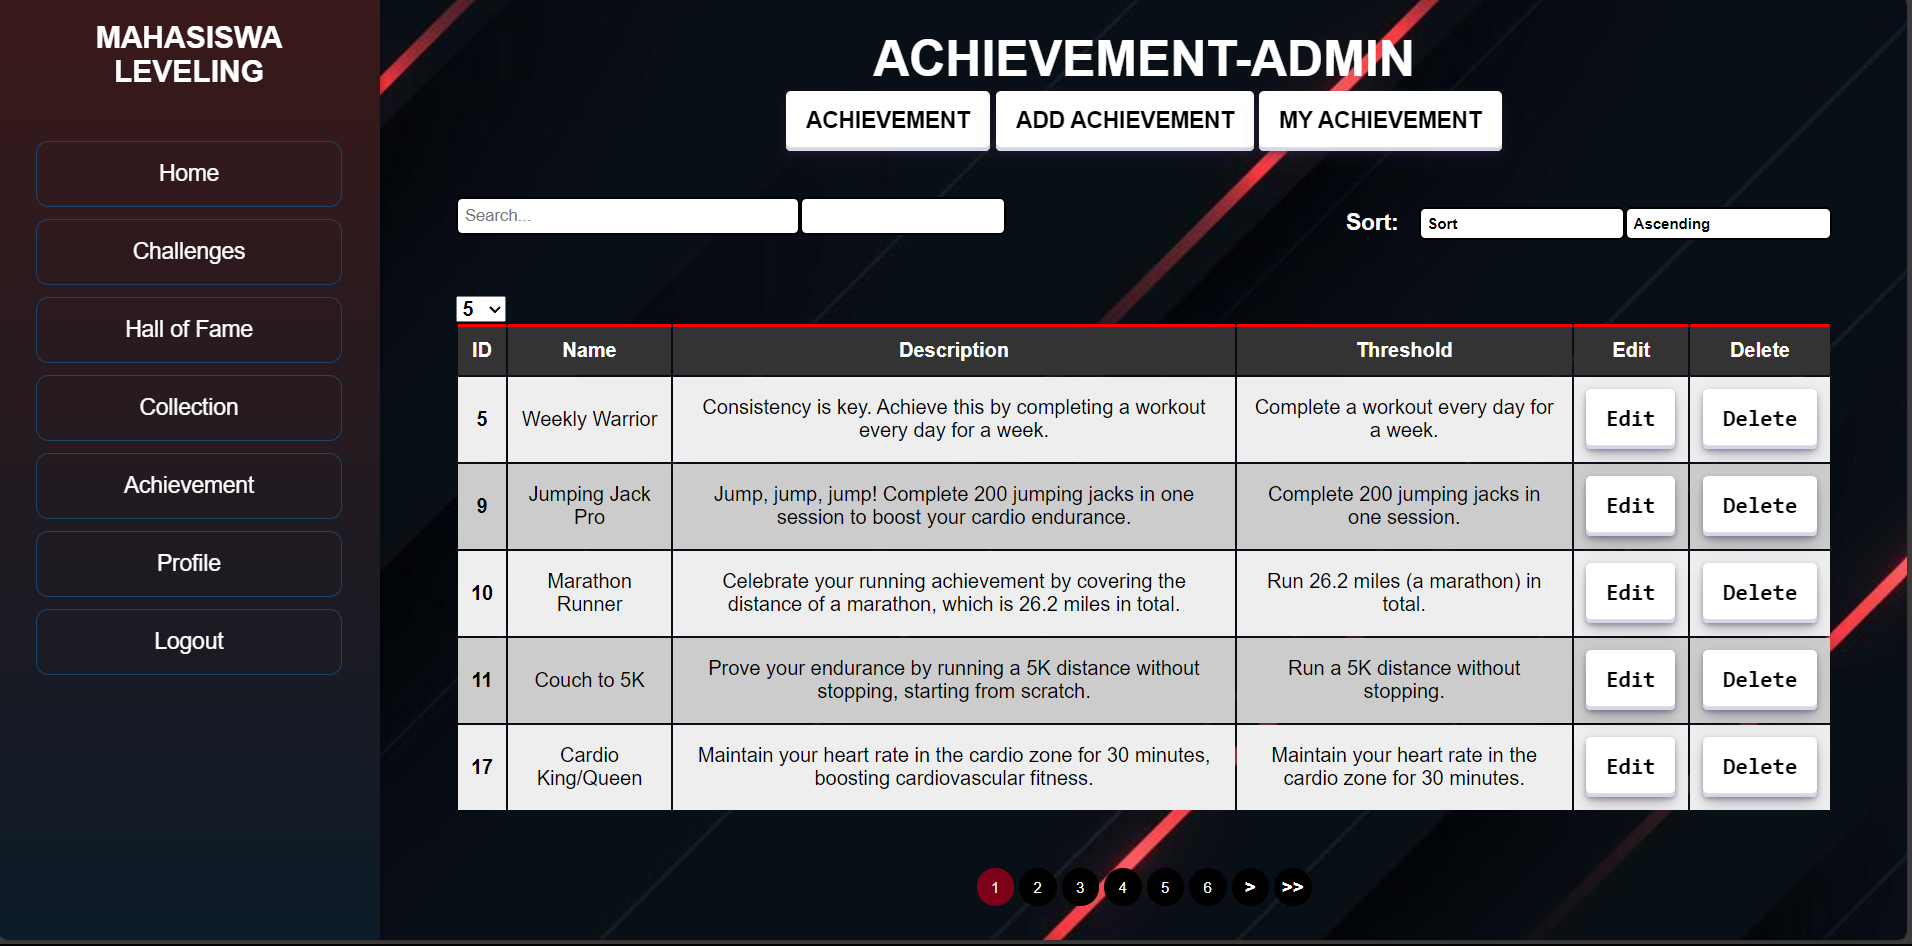 MAHASISWA
LEVELING
Home
Challenges
Hall of Fame
Collection
Achievement
Profile
Logout
ACHIEVEMENT-ADMIN
ACHIEVEMENT ADD ACHIEVEMENT MY ACHIEVEMENT
Search...
Sort: Sort Ascending
5
ID Name Description Threshold Edit Delete
5 Weekly Warrior Consistency is key. Achieve this by completing a workout
every day for a week. Complete a workout every day for
a week. Edit Delete
9 Jumping Jack
Pro Jump, jump, jump! Complete 200 jumping jacks in one
session to boost your cardio endurance. Complete 200 jumping jacks in
one session. Edit Delete
10 Marathon
Runner Celebrate your running achievement by covering the
distance of a marathon, which is 26.2 miles in total. Run 26.2 miles (a marathon) in
total. Edit Delete
11 Couch to 5K Prove your endurance by running a 5K distance without
stopping, starting from scratch. Run a 5K distance without
stopping. Edit Delete
17 Cardio
King/Queen Maintain your heart rate in the cardio zone for 30 minutes,
boosting cardiovascular fitness. Maintain your heart rate in the
cardio zone for 30 minutes. Edit Delete
1 2 3 4 5 6 > >>